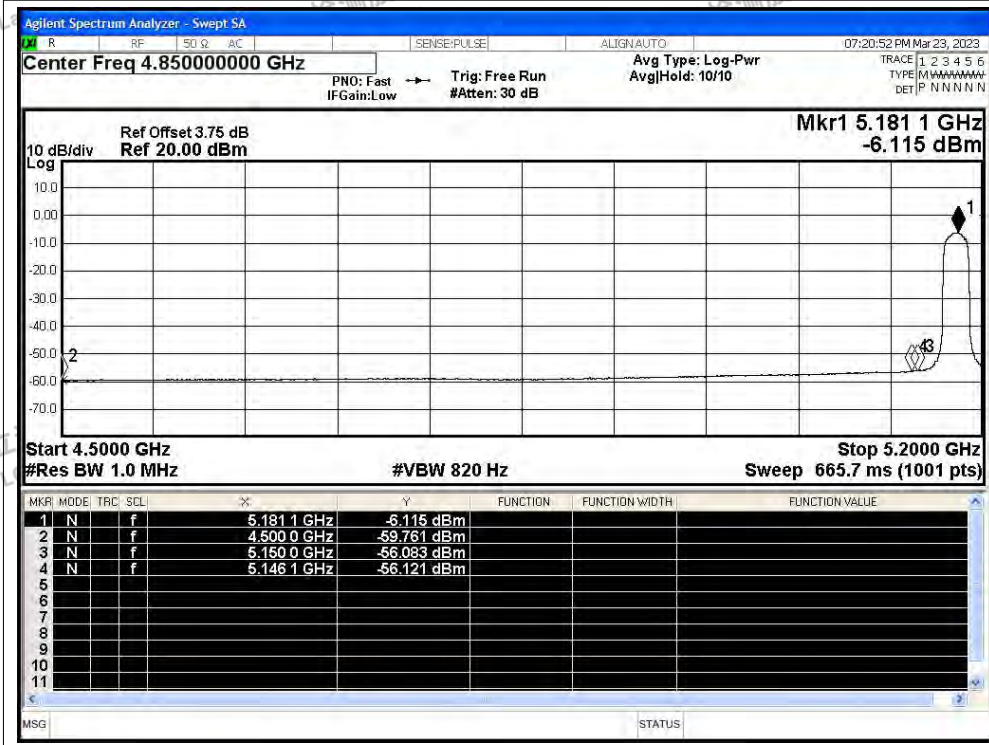 Agilent Spectrum Analyzer - Swept SA
LXI R RF 50 Ω AC SENSE:PULSE ALIGNAUTO 07:20:52 PM Mar 23, 2023
Center Freq 4.850000000 GHz
PNO: Fast
IFGain:Low
Trig: Free Run
#Atten: 30 dB
Avg Type: Log-Pwr
Avg|Hold: 10/10
TRACE 1 2 3 4 5 6
TYPE M
DET P N N N N N
Mkr1 5.181 1 GHz
-6.115 dBm
Ref Offset 3.75 dB
10 dB/div Ref 20.00 dBm
Log
10.0
0.00
-10.0
-20.0
-30.0
-40.0
-50.0
-60.0
-70.0
1
2
43
Start 4.5000 GHz Stop 5.2000 GHz
#Res BW 1.0 MHz #VBW 820 Hz Sweep 665.7 ms (1001 pts)
MKR MODE TRC SCL X Y FUNCTION FUNCTION WIDTH FUNCTION VALUE
1 N f 5.181 1 GHz -6.115 dBm
2 N f 4.500 0 GHz -59.761 dBm
3 N f 5.150 0 GHz -56.083 dBm
4 N f 5.146 1 GHz -56.121 dBm
5
6
7
8
9
10
11
MSG STATUS